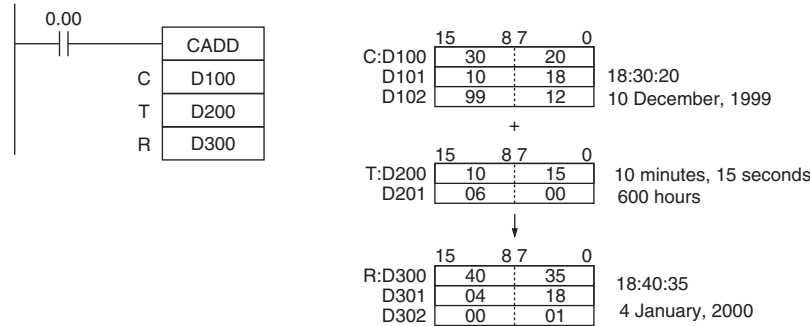 0.00
CADD
C D100
T D200
R D300
15 8 7 0
C:D100 30 20
D101 10 18 18:30:20
D102 99 12 10 December, 1999
+
15 8 7 0
T:D200 10 15 10 minutes, 15 seconds
D201 06 00 600 hours
15 8 7 0
R:D300 40 35 18:40:35
D301 04 18
D302 00 01 4 January, 2000